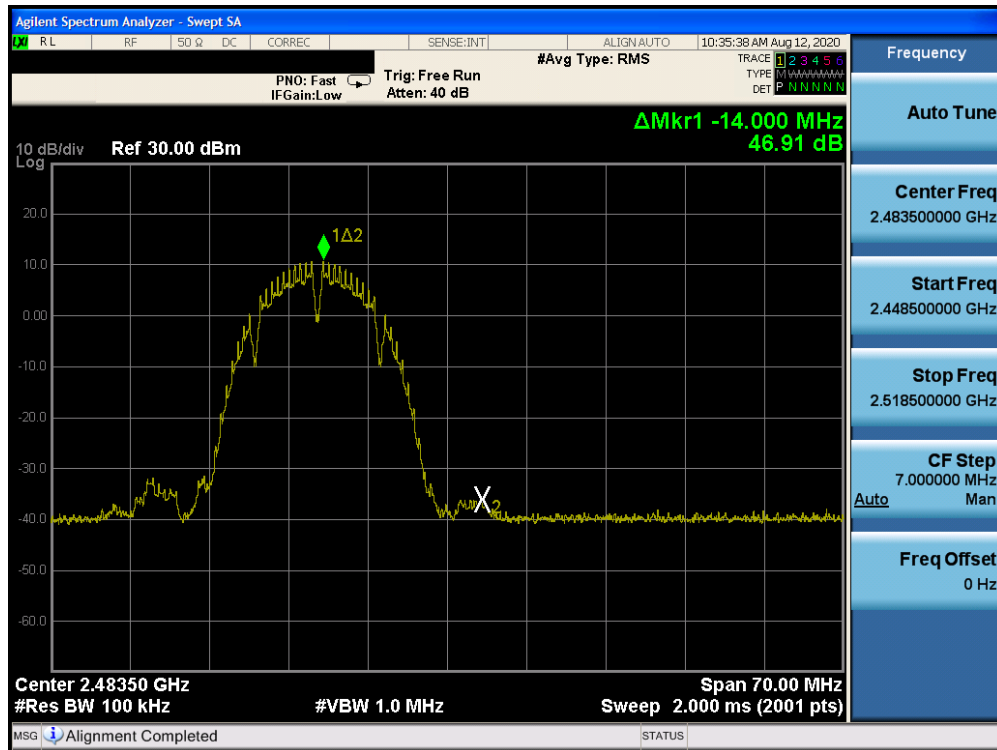 Agilent Spectrum Analyzer - Swept SA
LXI RL RF 50 Ω DC CORREC SENSE:INT ALIGN AUTO 10:35:38 AM Aug 12, 2020
#Avg Type: RMS TRACE 1 2 3 4 5 6
PNO: Fast Trig: Free Run TYPE M WWWWW
IFGain:Low Atten: 40 dB DET P N N N N N
ΔMkr1 -14.000 MHz
46.91 dB
10 dB/div Ref 30.00 dBm
Log
20.0
1Δ2
10.0
0.00
-10.0
-20.0
-30.0
X2
-40.0
-50.0
-60.0
Center 2.48350 GHz Span 70.00 MHz
#Res BW 100 kHz #VBW 1.0 MHz Sweep 2.000 ms (2001 pts)
MSG Alignment Completed STATUS
Frequency
Auto Tune
Center Freq
2.483500000 GHz
Start Freq
2.448500000 GHz
Stop Freq
2.518500000 GHz
CF Step
7.000000 MHz
Auto Man
Freq Offset
0 Hz